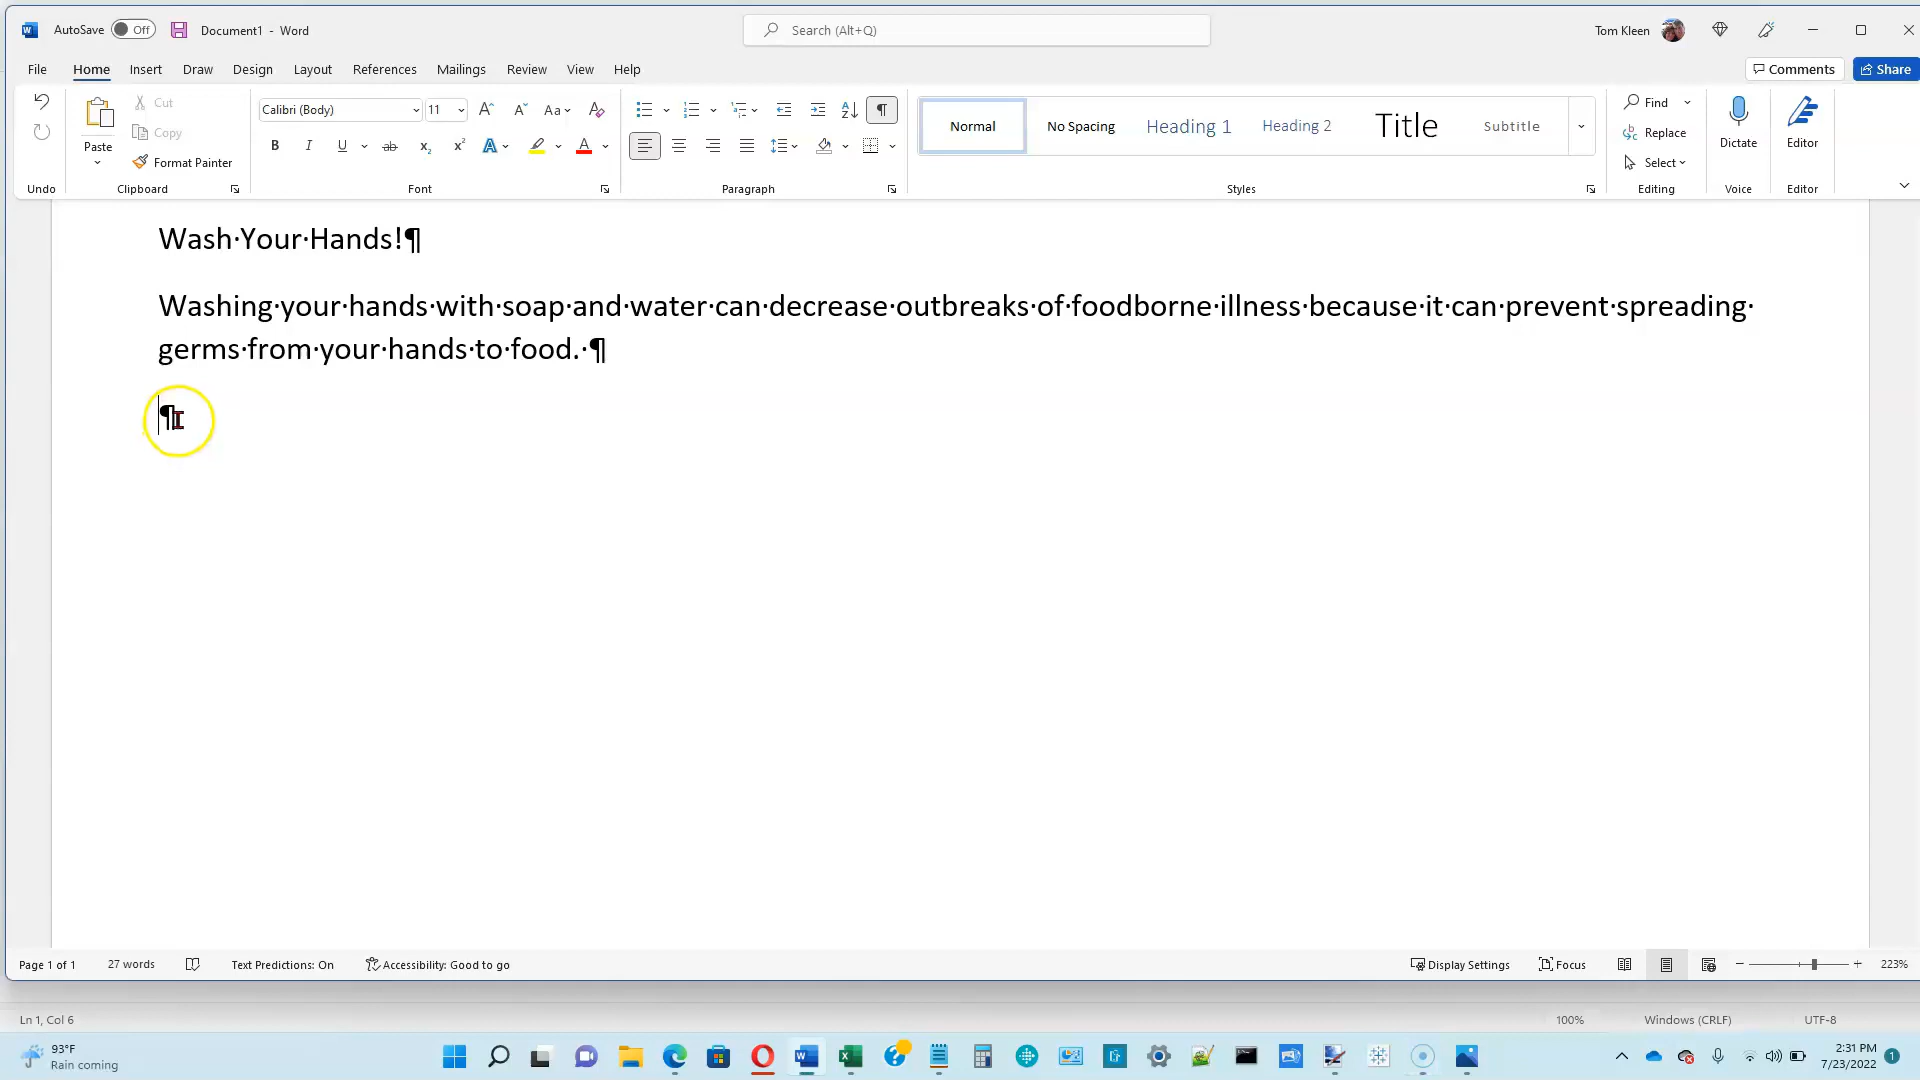 AutoSave Off Document1 - Word Search (Alt+Q) Tom Kleen
File Home Insert Draw Design Layout References Mailings Review View Help Comments Share
Cut
Copy
Paste Format Painter
Calibri (Body) 11
Normal No Spacing Heading 1 Heading 2 Title Subtitle
Find
Replace
Select
Dictate Editor
Undo Clipboard Font Paragraph Styles Editing Voice Editor
Wash·Your·Hands!¶
Washing·your·hands·with·soap·and·water·can·decrease·outbreaks·of·foodborne·illness·because·it·can·prevent·spreading·
germs·from·your·hands·to·food.·¶
¶
Page 1 of 1 27 words Text Predictions: On Accessibility: Good to go Display Settings Focus 223%
Ln 1, Col 6 100% Windows (CRLF) UTF-8
93°F
Rain coming
2:31 PM
7/23/2022 1